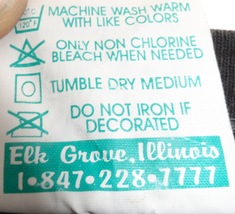 MACHINE WASH WARM
WITH LIKE COLORS
120°F
ONLY NON CHLORINE
BLEACH WHEN NEEDED
TUMBLE DRY MEDIUM
DO NOT IRON IF
DECORATED
Elk Grove, Illinois
1•847•228•7777